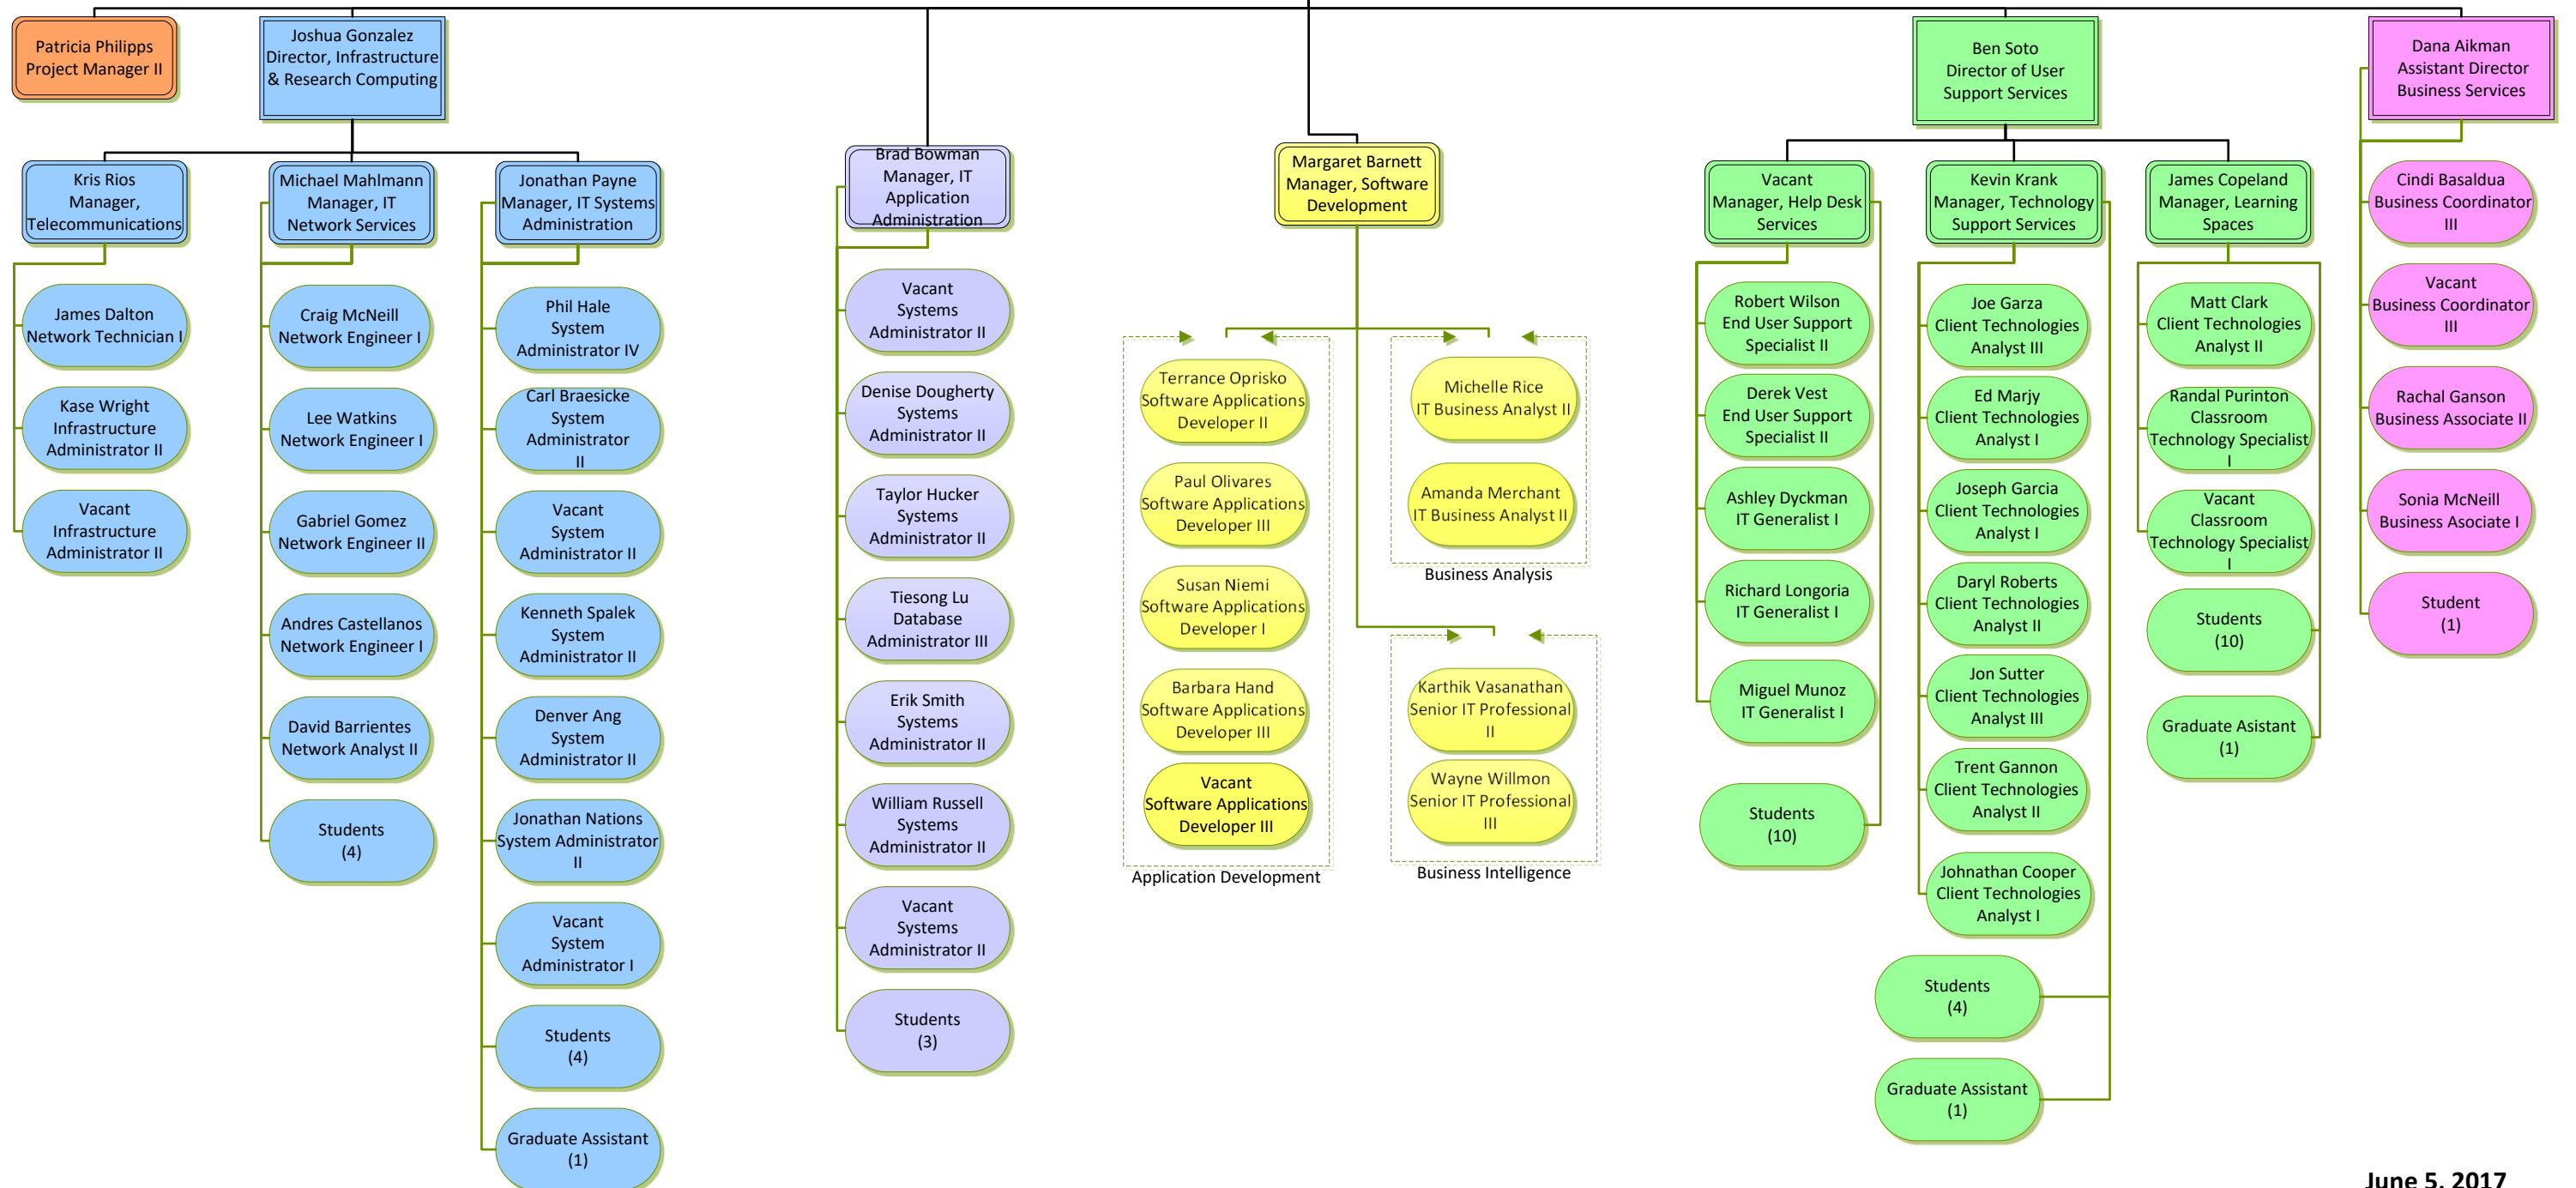 Patricia Philipps
Project Manager II
Joshua Gonzalez
Director, Infrastructure
& Research Computing
Ben Soto
Director of User
Support Services
Dana Aikman
Assistant Director
Business Services
Kris Rios
Manager,
Telecommunications
James Dalton
Network Technician I
Kase Wright
Infrastructure
Administrator II
Vacant
Infrastructure
Administrator II
Michael Mahlmann
Manager, IT
Network Services
Craig McNeill
Network Engineer I
Lee Watkins
Network Engineer I
Gabriel Gomez
Network Engineer II
Andres Castellanos
Network Engineer I
David Barrientes
Network Analyst II
Students
(4)
Jonathan Payne
Manager, IT Systems
Administration
Phil Hale
System
Administrator IV
Carl Braesicke
System
Administrator
II
Vacant
System
Administrator II
Kenneth Spalek
System
Administrator II
Denver Ang
System
Administrator II
Jonathan Nations
System Administrator
II
Vacant
System
Administrator I
Students
(4)
Graduate Assistant
(1)
Brad Bowman
Manager, IT
Application
Administration
Vacant
Systems
Administrator II
Denise Dougherty
Systems
Administrator II
Taylor Hucker
Systems
Administrator II
Tiesong Lu
Database
Administrator III
Erik Smith
Systems
Administrator II
William Russell
Systems
Administrator II
Vacant
Systems
Administrator II
Students
(3)
Margaret Barnett
Manager, Software
Development
Terrance Oprisko
Software Applications
Developer II
Paul Olivares
Software Applications
Developer III
Susan Niemi
Software Applications
Developer I
Barbara Hand
Software Applications
Developer III
Vacant
Software Applications
Developer III
Application Development
Michelle Rice
IT Business Analyst II
Amanda Merchant
IT Business Analyst II
Business Analysis
Karthik Vasanathan
Senior IT Professional
II
Wayne Willmon
Senior IT Professional
III
Business Intelligence
Vacant
Manager, Help Desk
Services
Robert Wilson
End User Support
Specialist II
Derek Vest
End User Support
Specialist II
Ashley Dyckman
IT Generalist I
Richard Longoria
IT Generalist I
Miguel Munoz
IT Generalist I
Students
(10)
Kevin Krank
Manager, Technology
Support Services
Joe Garza
Client Technologies
Analyst III
Ed Marjy
Client Technologies
Analyst I
Joseph Garcia
Client Technologies
Analyst I
Daryl Roberts
Client Technologies
Analyst II
Jon Sutter
Client Technologies
Analyst III
Trent Gannon
Client Technologies
Analyst II
Johnathan Cooper
Client Technologies
Analyst I
Students
(4)
Graduate Assistant
(1)
James Copeland
Manager, Learning
Spaces
Matt Clark
Client Technologies
Analyst II
Randal Purinton
Classroom
Technology Specialist
I
Vacant
Classroom
Technology Specialist
I
Students
(10)
Graduate Asistant
(1)
Cindi Basaldua
Business Coordinator
III
Vacant
Business Coordinator
III
Rachal Ganson
Business Associate II
Sonia McNeill
Business Asociate I
Student
(1)
June 5, 2017